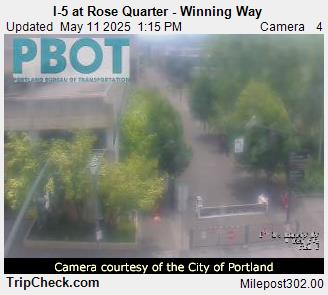 I-5 at Rose Quarter - Winning Way
Updated May 11 2025 1:15 PM Camera 4
PBOT
PORTLAND BUREAU OF TRANSPORTATION
Camera courtesy of the City of Portland
TripCheck.com Milepost302.00